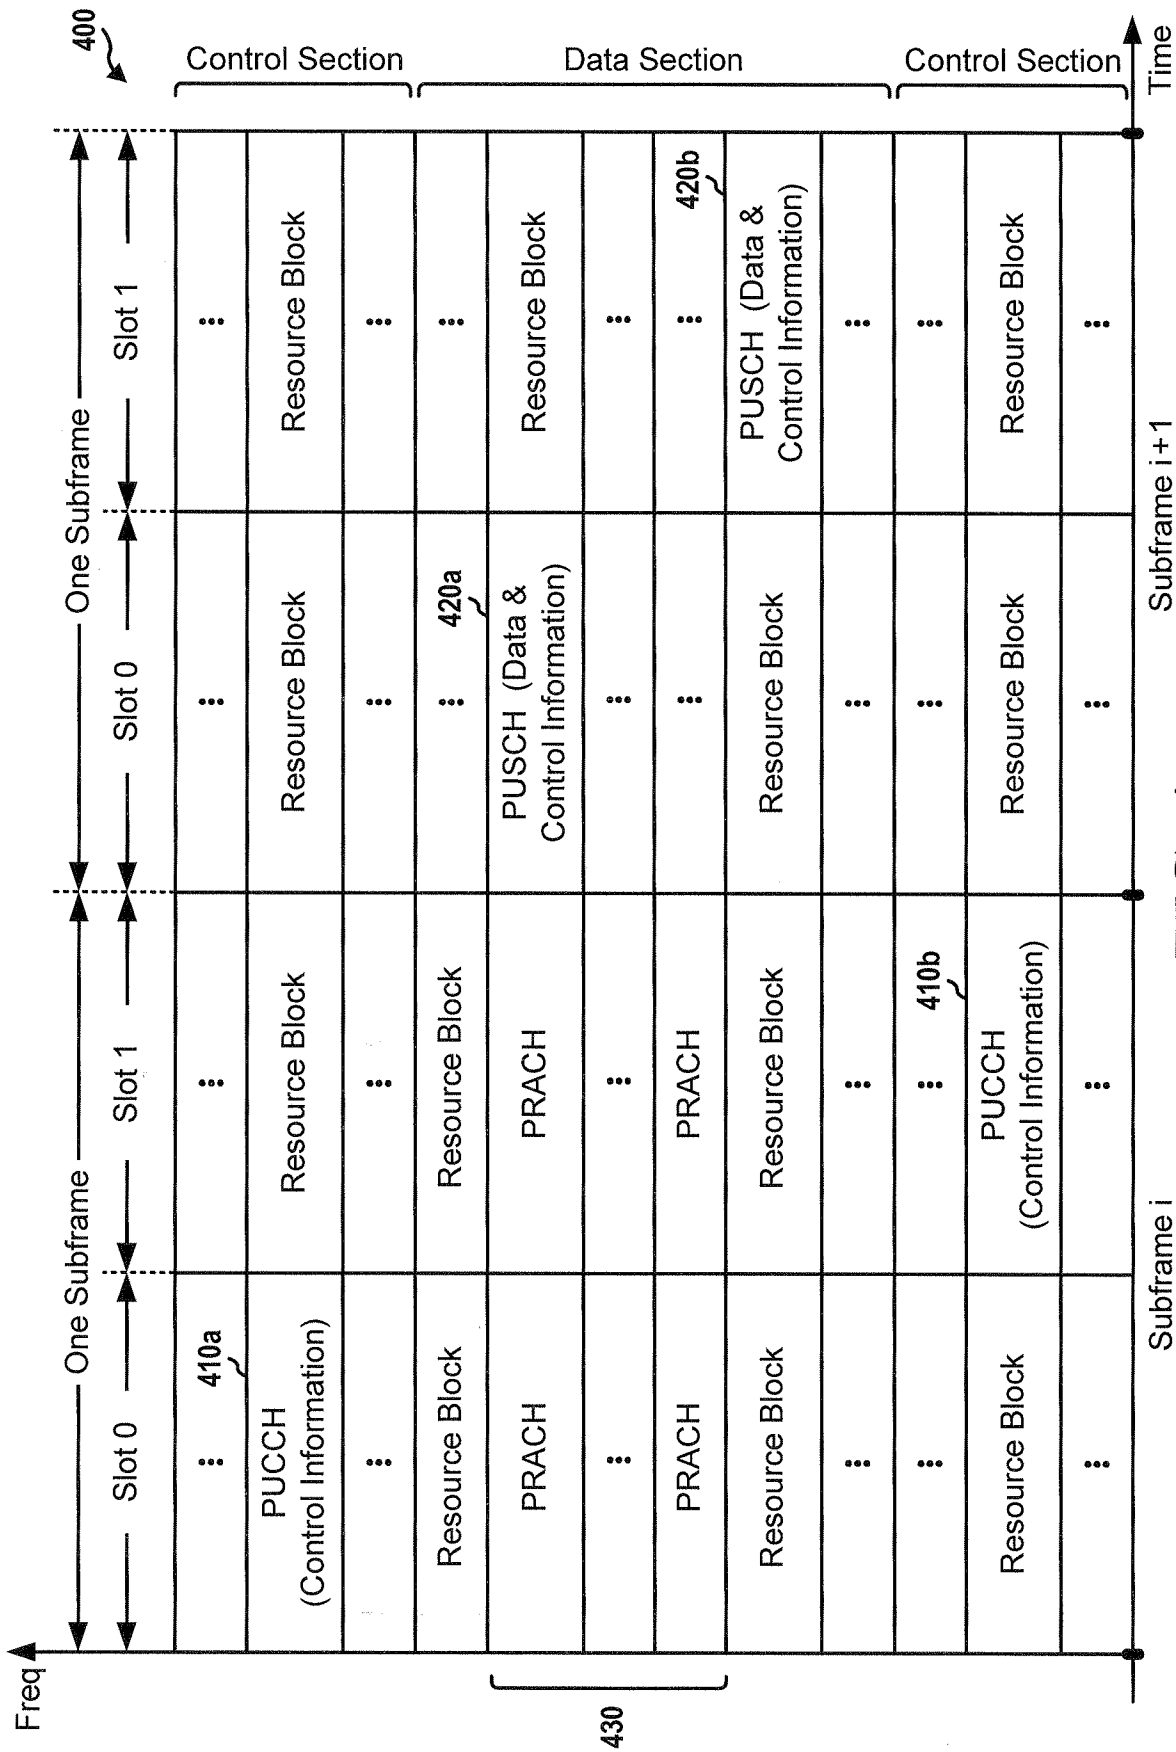 400
Freq
One Subframe
One Subframe
Slot 0
Slot 1
Slot 0
Slot 1
...
410a
...
...
...
Control Section
PUCCH
(Control Information)
Resource Block
Resource Block
Resource Block
...
...
...
...
Resource Block
Resource Block
...
420a
...
430
PRACH
PRACH
PUSCH (Data &
Control Information)
Resource Block
Data Section
...
...
...
...
PRACH
PRACH
...
...
420b
Resource Block
Resource Block
Resource Block
PUSCH (Data &
Control Information)
...
...
...
...
...
...
410b
...
...
Control Section
Resource Block
PUCCH
(Control Information)
Resource Block
Resource Block
...
...
...
...
Time
Subframe i
Subframe i + 1